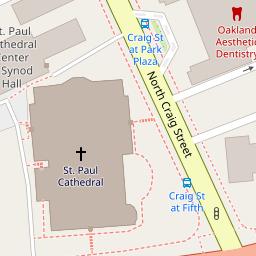 St. Paul
Cathedral
Center
Synod
Hall
Craig St
at Park
Plaza
Oakland
Aesthetic
Dentistry
North Craig Street
St. Paul
Cathedral
Craig St
at Fifth